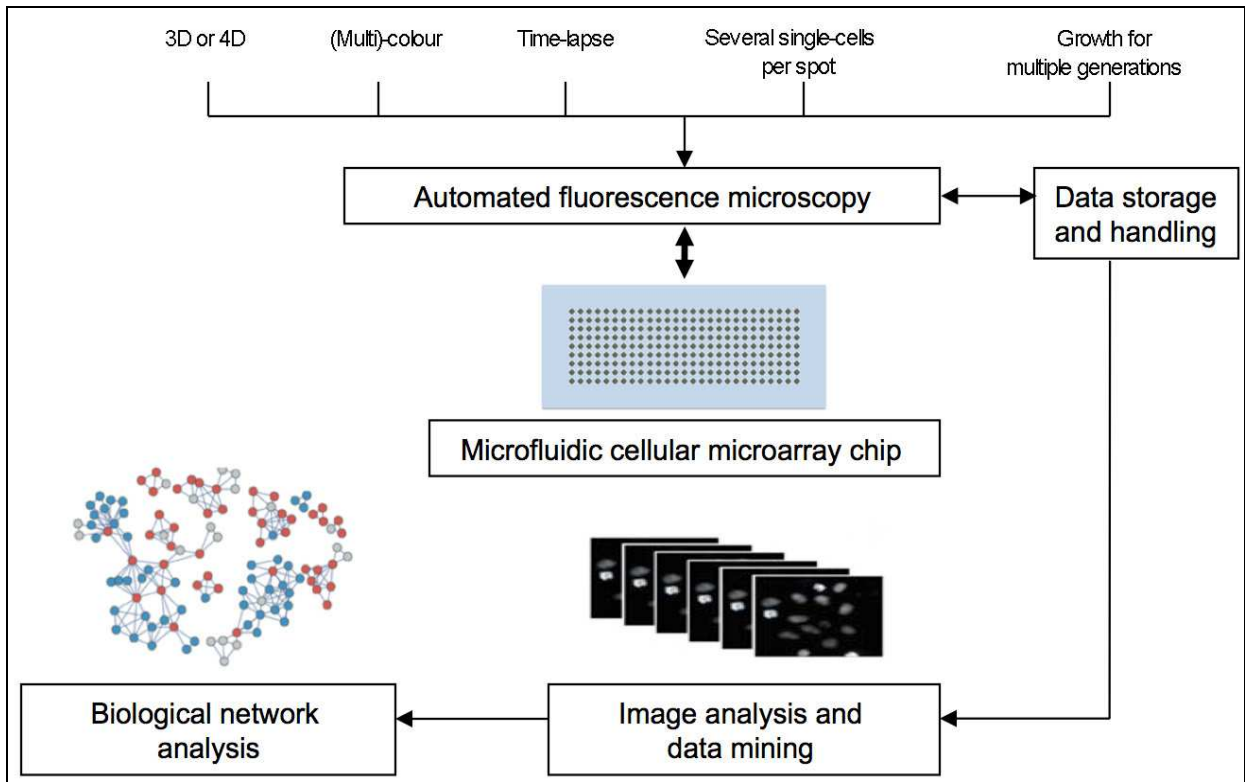 3D or 4D
(Multi)-colour
Time-lapse
Several single-cells
per spot
Growth for
multiple generations
Automated fluorescence microscopy
Data storage
and handling
Microfluidic cellular microarray chip
Biological network
analysis
Image analysis and
data mining